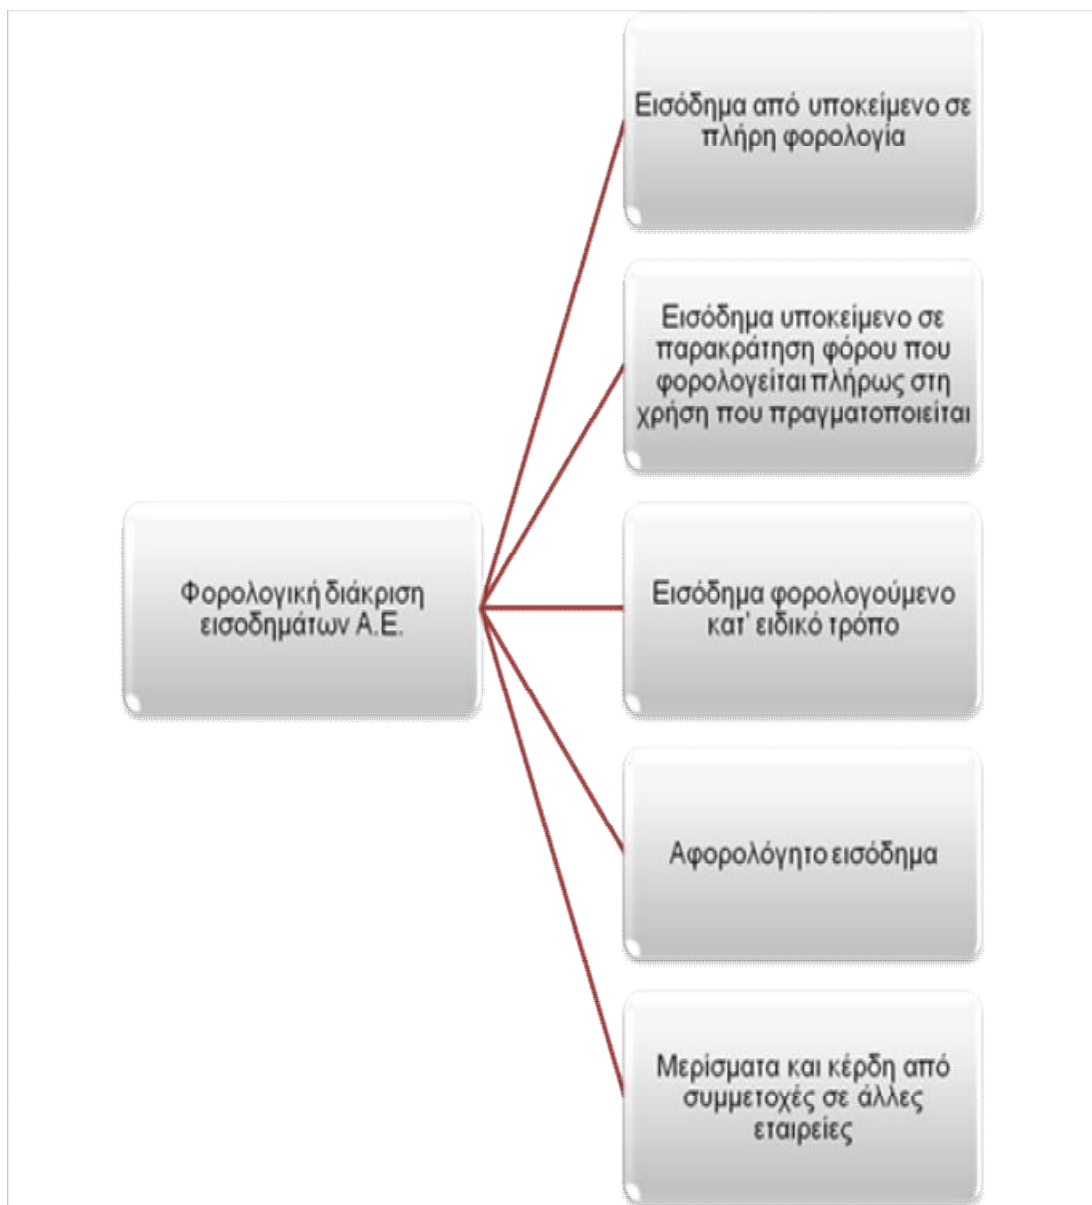 Εισόδημα από υποκείμενο σε
πλήρη φορολογία
Εισόδημα υποκείμενο σε
παρακράτηση φόρου που
φορολογείται πλήρως στη
χρήση που πραγματοποιείται
Φορολογική διάκριση
εισοδημάτων Α.Ε.
Εισόδημα φορολογούμενο
κατ' ειδικό τρόπο
Αφορολόγητο εισόδημα
Μερίσματα και κέρδη από
συμμετοχές σε άλλες
εταιρείες